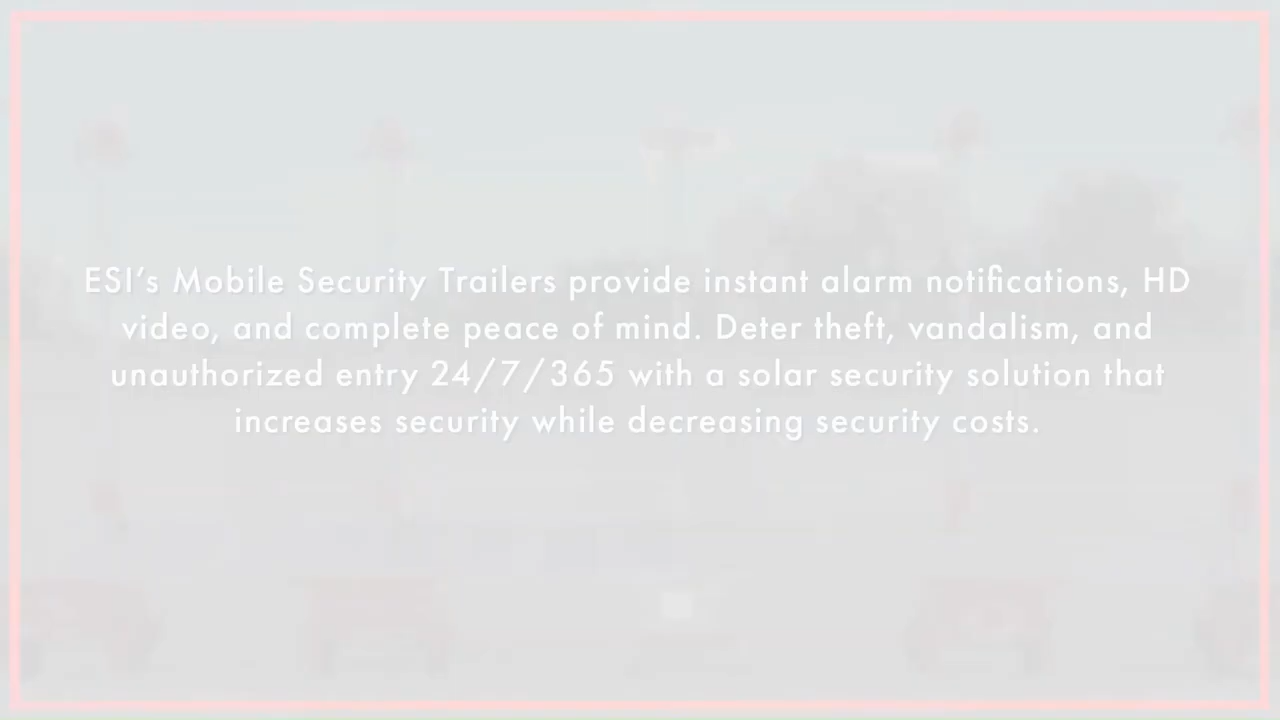 ESI’s Mobile Security Trailers provide instant alarm notifications, HD
video, and complete peace of mind. Deter theft, vandalism, and
unauthorized entry 24/7/365 with a solar security solution that
increases security while decreasing security costs.